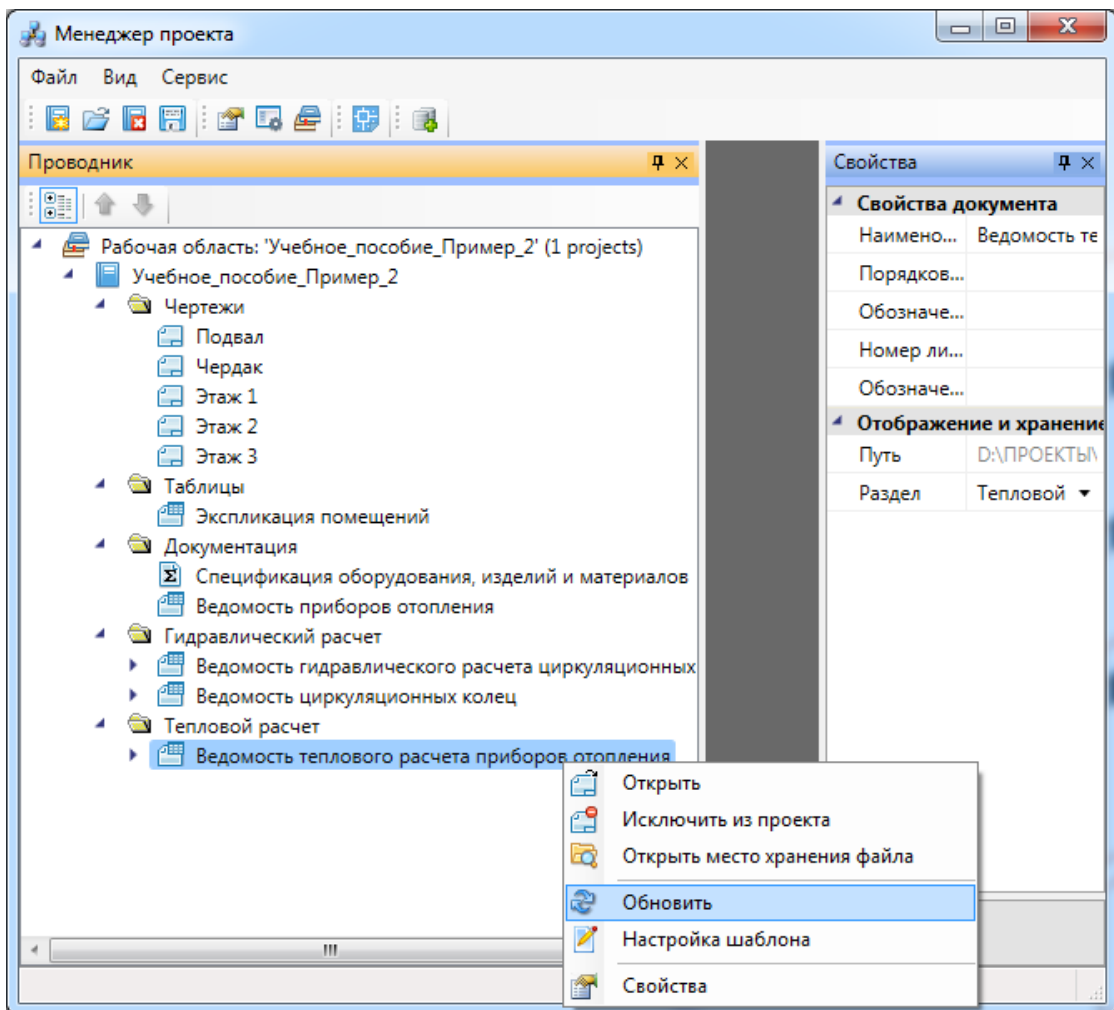 Менеджер проекта
Файл Вид Сервис
Проводник
Рабочая область: 'Учебное_пособие_Пример_2' (1 projects)
Учебное_пособие_Пример_2
Чертежи
Подвал
Чердак
Этаж 1
Этаж 2
Этаж 3
Таблицы
Экспликация помещений
Документация
Спецификация оборудования, изделий и материалов
Ведомость приборов отопления
Гидравлический расчет
Ведомость гидравлического расчета циркуляционных
Ведомость циркуляционных колец
Тепловой расчет
Ведомость теплового расчета приборов отопления
Открыть
Исключить из проекта
Открыть место хранения файла
Обновить
Настройка шаблона
Свойства
Свойства
Свойства документа
Наимено... Ведомость те
Порядков...
Обозначе...
Номер ли...
Обозначе...
Отображение и хранение
Путь D:\ПРОЕКТЫ\
Раздел Тепловой